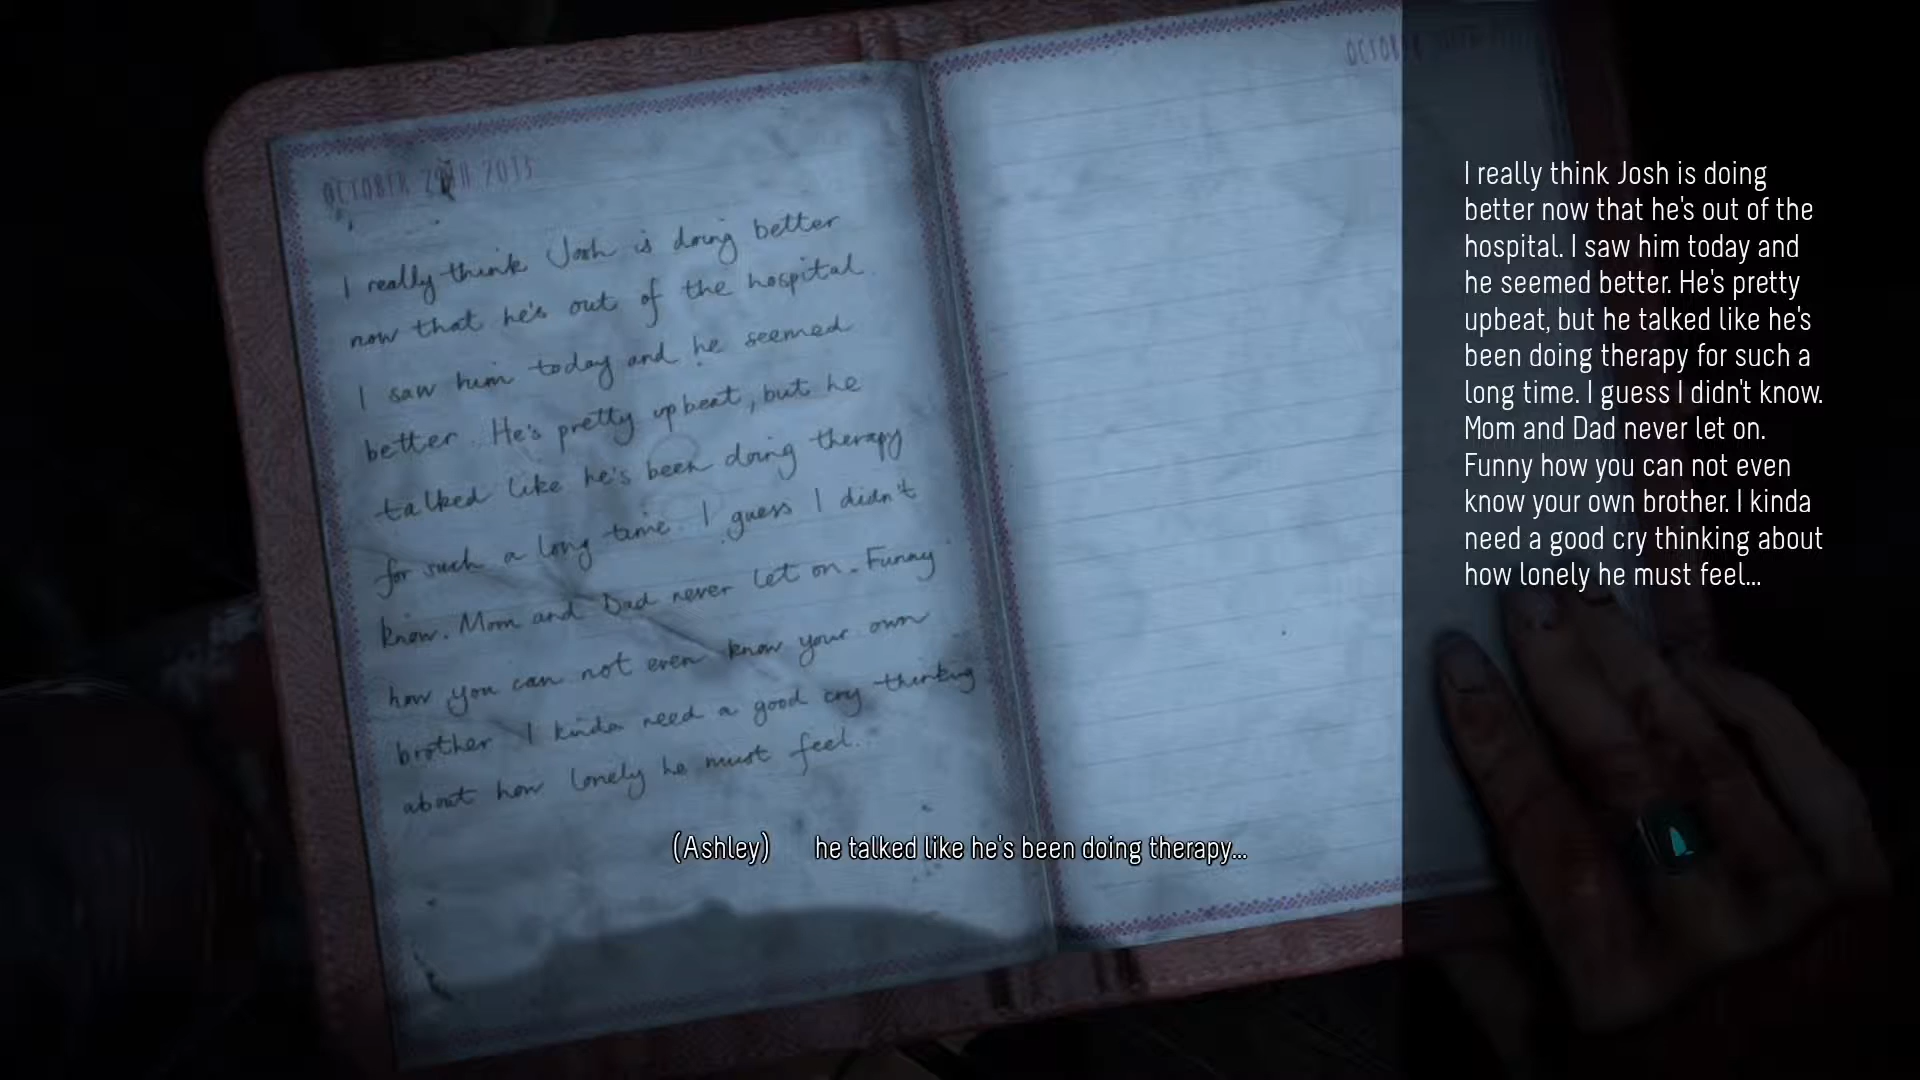 OCTOBER 2013
I really think Josh is doing better
now that he's out of the hospital.
I saw him today and he seemed
better. He's pretty upbeat, but he
talked like he's been doing therapy
for such a long time. I guess I didn't
know. Mom and Dad never let on. Funny
how you can not even know your own
brother. I kinda need a good cry thinking
about how lonely he must feel...
OCTOBER
I really think Josh is doing
better now that he's out of the
hospital. I saw him today and
he seemed better. He's pretty
upbeat, but he talked like he's
been doing therapy for such a
long time. I guess I didn't know.
Mom and Dad never let on.
Funny how you can not even
know your own brother. I kinda
need a good cry thinking about
how lonely he must feel...
(Ashley) he talked like he's been doing therapy...